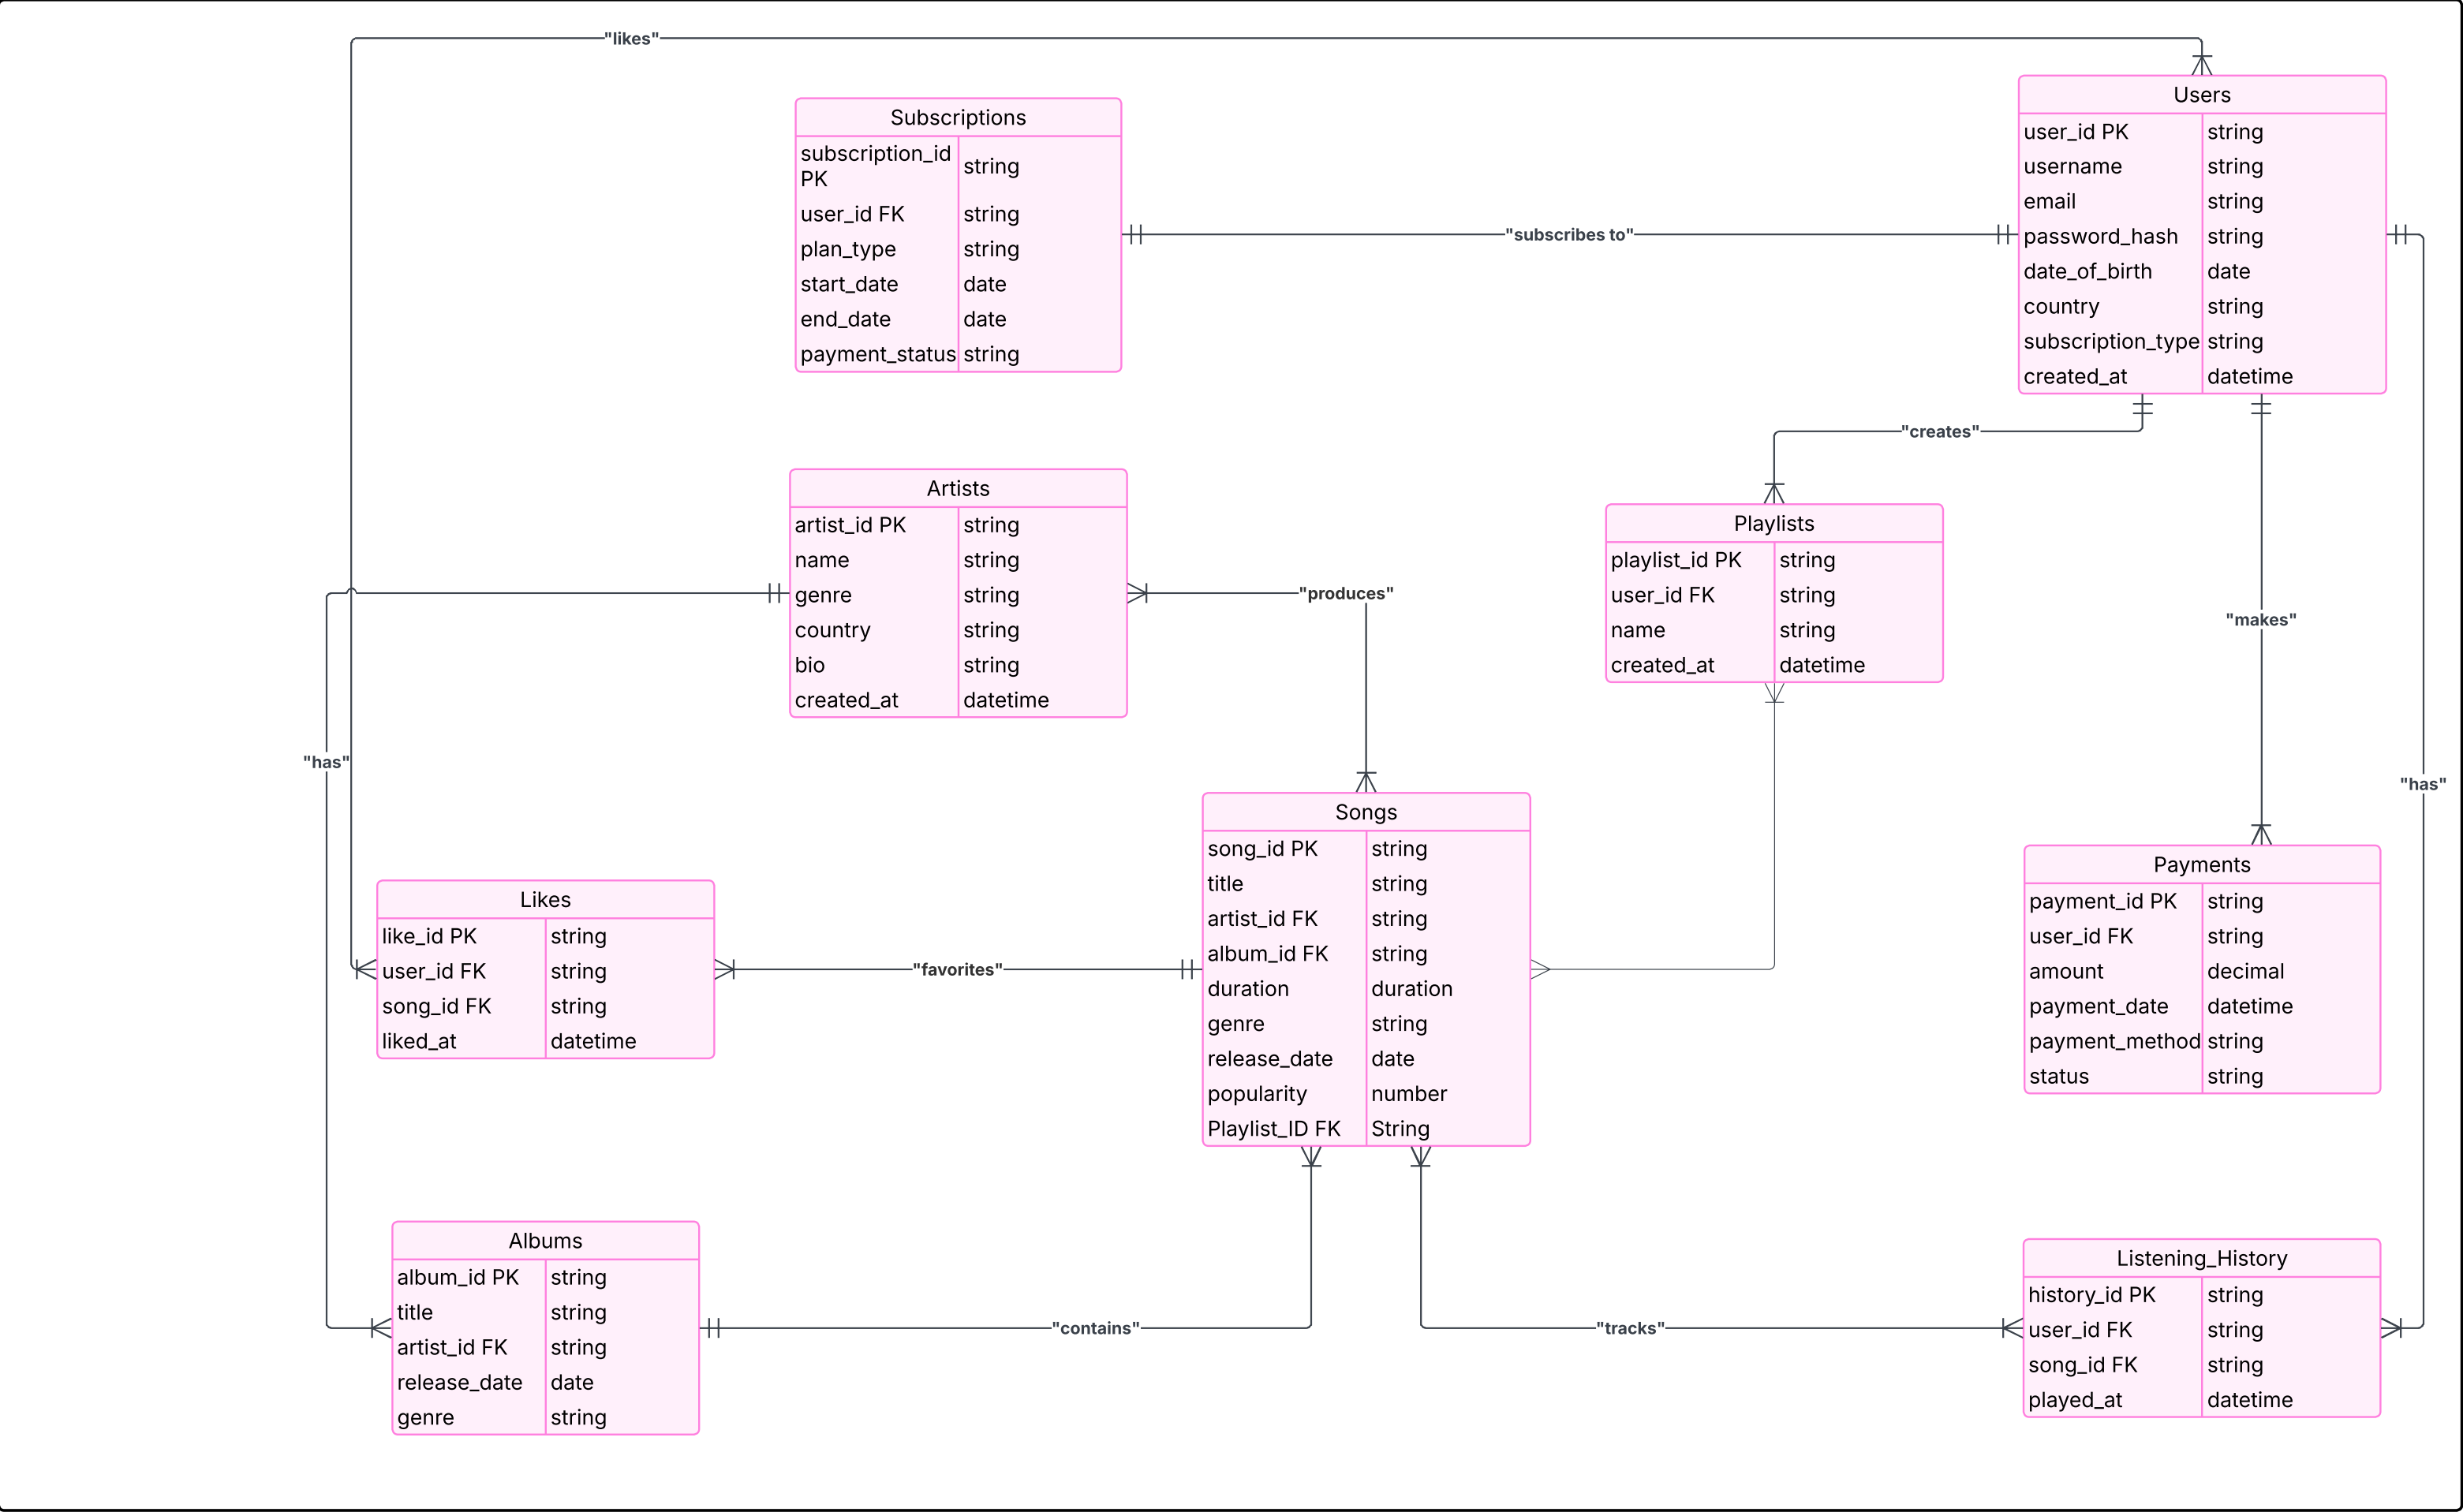 "likes"
Subscriptions
subscription_id PK string
user_id FK string
plan_type string
start_date date
end_date date
payment_status string
"subscribes to"
Users
user_id PK string
username string
email string
password_hash string
date_of_birth date
country string
subscription_type string
created_at datetime
"creates"
Artists
artist_id PK string
name string
genre string
country string
bio string
created_at datetime
"produces"
Playlists
playlist_id PK string
user_id FK string
name string
created_at datetime
"makes"
"has"
"has"
Songs
song_id PK string
title string
artist_id FK string
album_id FK string
duration duration
genre string
release_date date
popularity number
Playlist_ID FK String
Likes
like_id PK string
user_id FK string
song_id FK string
liked_at datetime
"favorites"
Payments
payment_id PK string
user_id FK string
amount decimal
payment_date datetime
payment_method string
status string
Albums
album_id PK string
title string
artist_id FK string
release_date date
genre string
"contains"
"tracks"
Listening_History
history_id PK string
user_id FK string
song_id FK string
played_at datetime